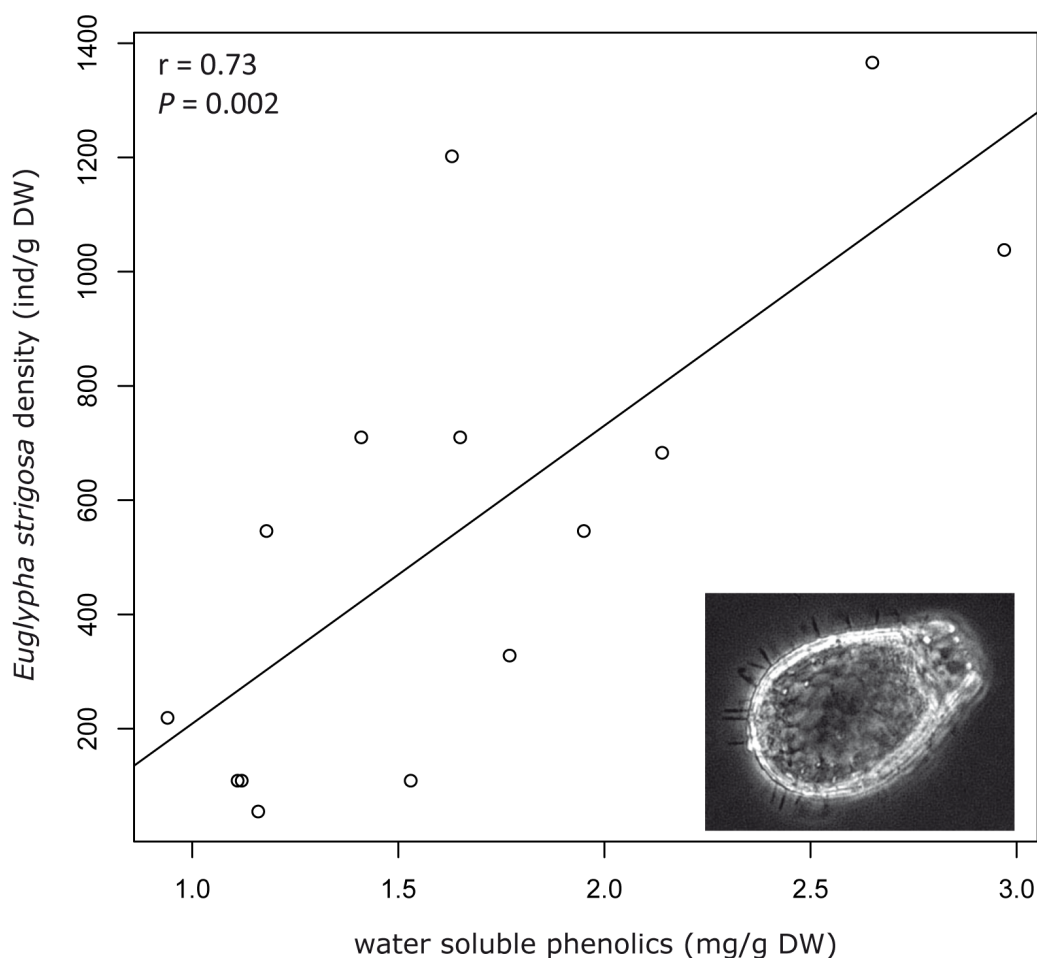 r = 0.73
P = 0.002
Euglypha strigosa density (ind/g DW)
1400
1200
1000
800
600
400
200
1.0 1.5 2.0 2.5 3.0
water soluble phenolics (mg/g DW)